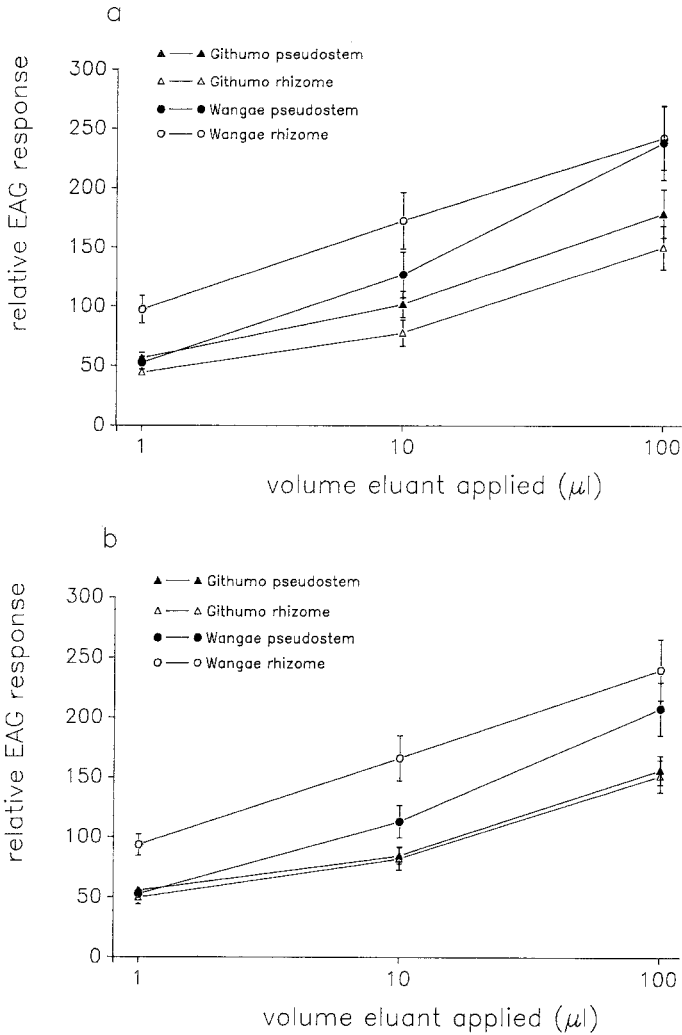 a
Githumo pseudostem
Githumo rhizome
Wangae pseudostem
Wangae rhizome
relative EAG response
300
250
200
150
100
50
0
1 10 100
volume eluant applied (μl)
b
Githumo pseudostem
Githumo rhizome
Wangae pseudostem
Wangae rhizome
relative EAG response
300
250
200
150
100
50
0
1 10 100
volume eluant applied (μl)